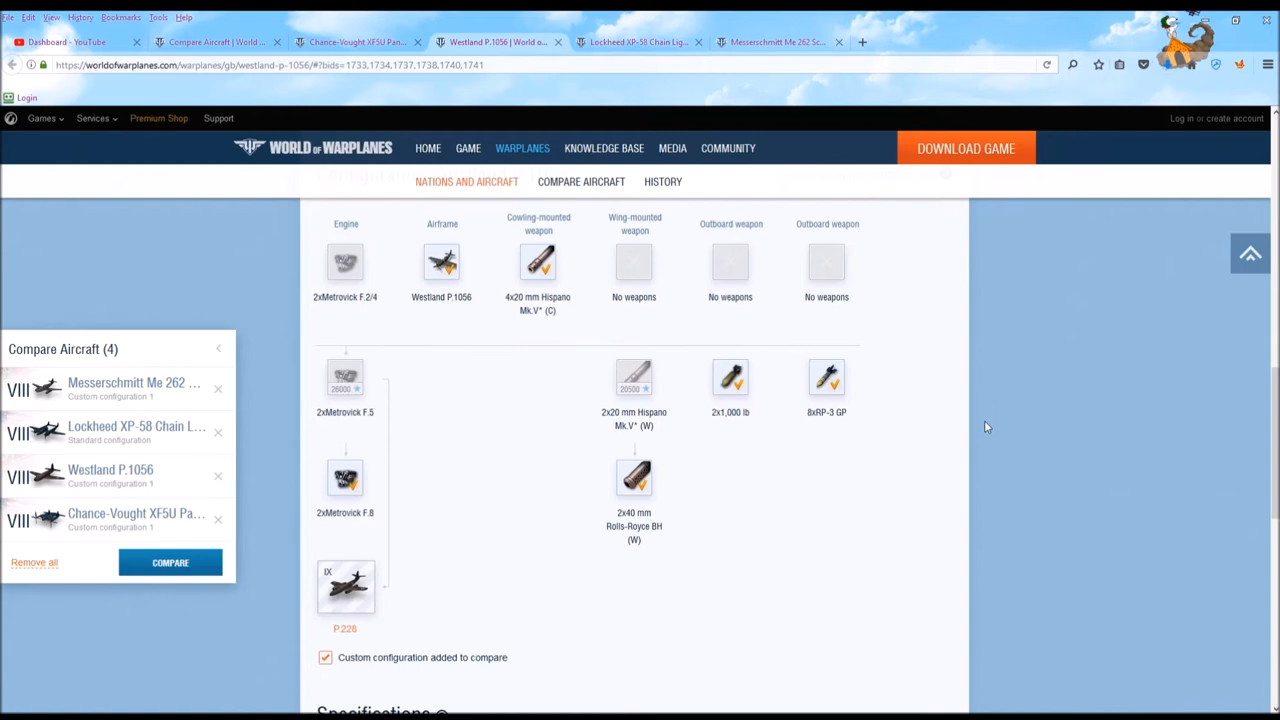 File Edit View History Bookmarks Tools Help
Dashboard - YouTube
Compare Aircraft | World ...
Chance-Vought XF5U Pan...
Westland P.1056 | World o...
Lockheed XP-58 Chain Lig...
Messerschmitt Me 262 Sc...
https://worldofwarplanes.com/warplanes/gb/westland-p-1056/#?bids=1733,1734,1737,1738,1740,1741
Login
Games Services Premium Shop Support
Log in or create account
WORLD OF WARPLANES HOME GAME WARPLANES KNOWLEDGE BASE MEDIA COMMUNITY DOWNLOAD GAME
NATIONS AND AIRCRAFT COMPARE AIRCRAFT HISTORY
Engine
Airframe
Cowling-mounted
weapon
Wing-mounted
weapon
Outboard weapon
Outboard weapon
2xMetrovick F.2/4
Westland P.1056
4x20 mm Hispano
Mk.V* (C)
No weapons
No weapons
No weapons
26000
2xMetrovick F.5
20500
2x20 mm Hispano
Mk.V* (W)
2x1,000 lb
8xRP-3 GP
2xMetrovick F.8
2x40 mm
Rolls-Royce BH
(W)
IX
P.228
Custom configuration added to compare
Specifications
Compare Aircraft (4)
VIII Messerschmitt Me 262 ...
Custom configuration 1
VIII Lockheed XP-58 Chain L...
Standard configuration
VIII Westland P.1056
Custom configuration 1
VIII Chance-Vought XF5U Pa...
Custom configuration 1
Remove all
COMPARE